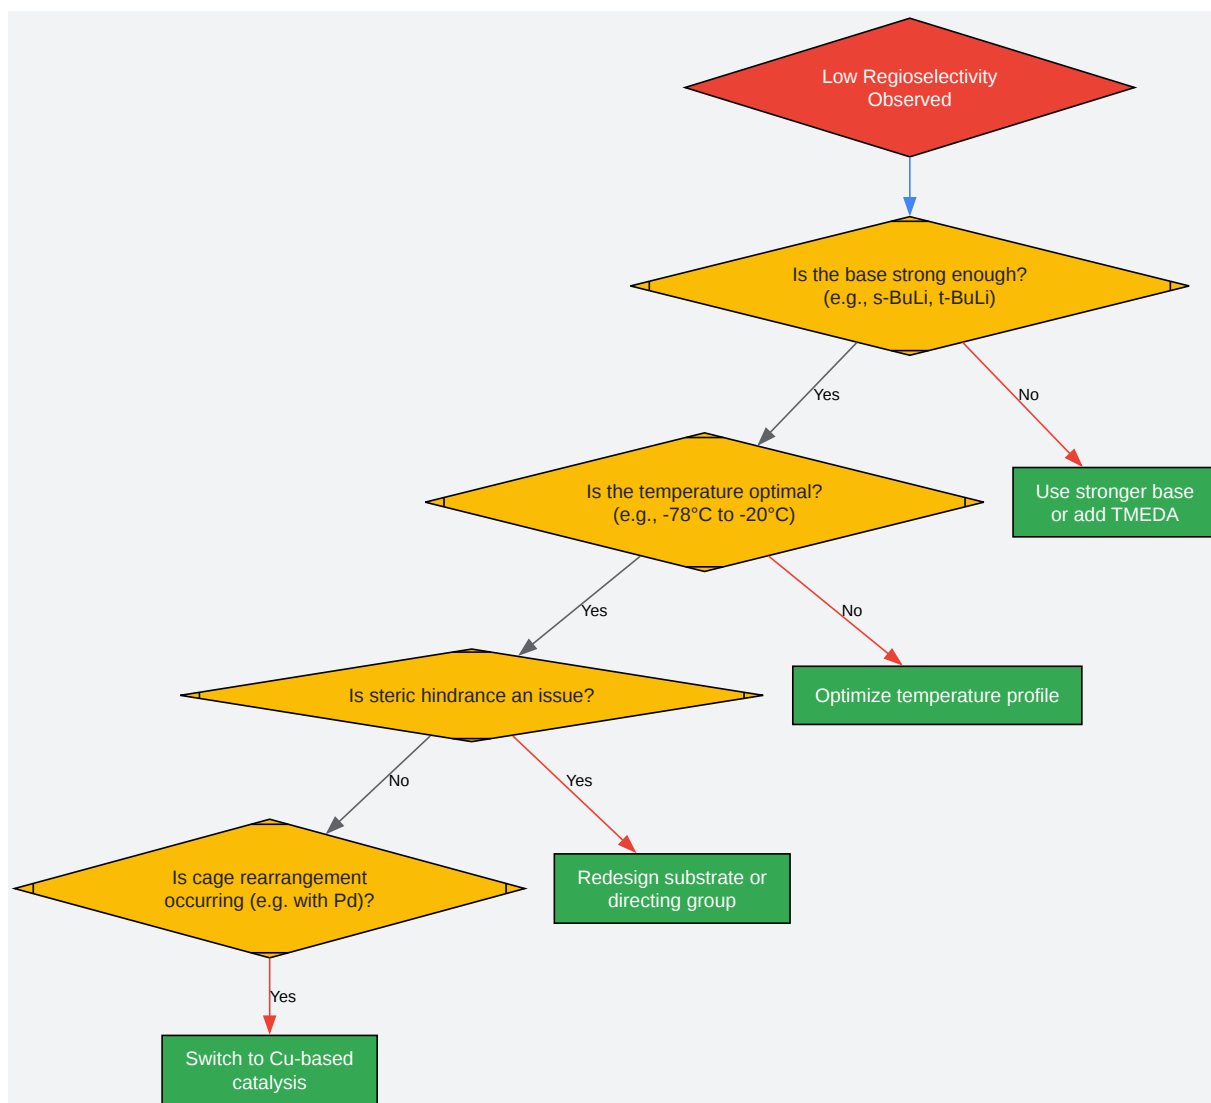 Low Regioselectivity
Observed
Is the base strong enough?
(e.g., s-BuLi, t-BuLi)
Yes
No
Is the temperature optimal?
(e.g., -78°C to -20°C)
Use stronger base
or add TMEDA
Yes
No
Is steric hindrance an issue?
Optimize temperature profile
No
Yes
Is cage rearrangement
occurring (e.g. with Pd)?
Redesign substrate or
directing group
Yes
Switch to Cu-based
catalysis